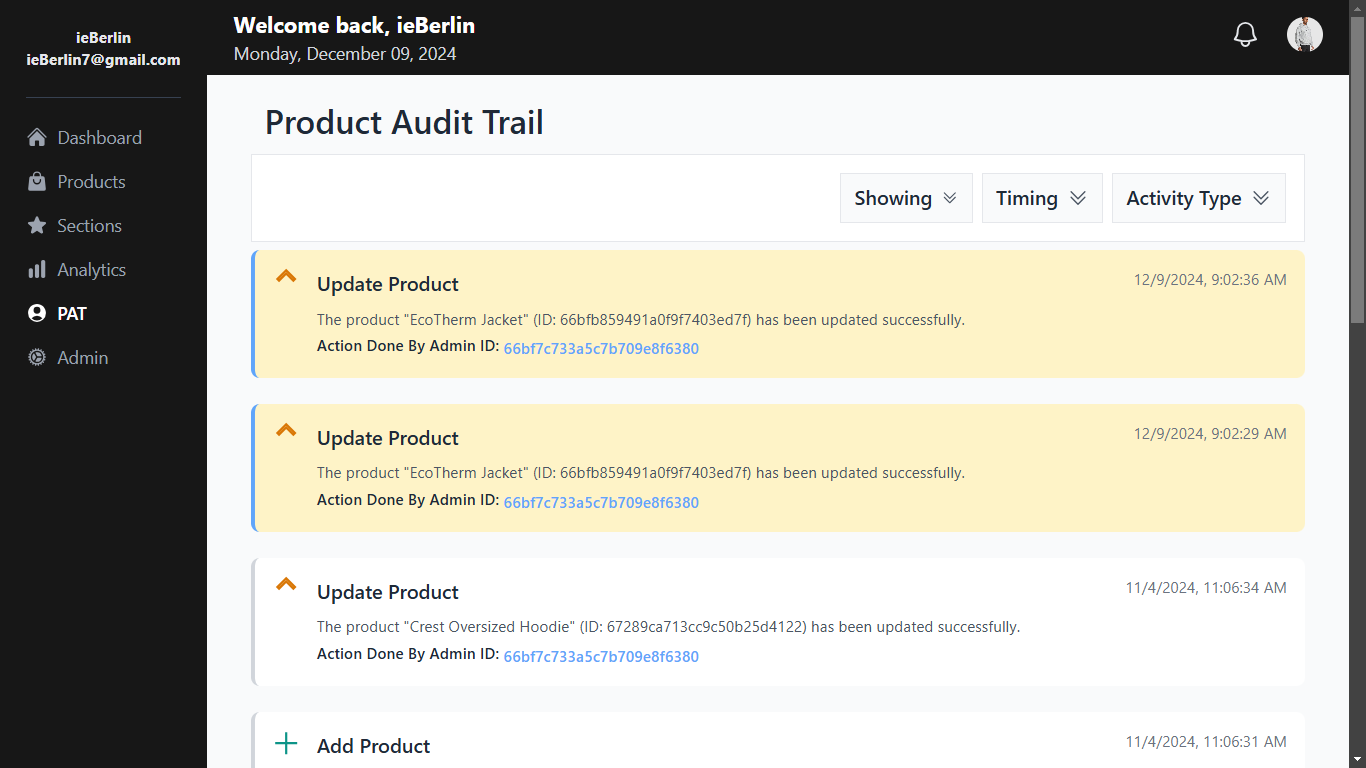 ieBerlin
ieBerlin7@gmail.com
Dashboard
Products
Sections
Analytics
PAT
Admin
Welcome back, ieBerlin
Monday, December 09, 2024
Product Audit Trail
Showing
Timing
Activity Type
Update Product
12/9/2024, 9:02:36 AM
The product "EcoTherm Jacket" (ID: 66bfb859491a0f9f7403ed7f) has been updated successfully.
Action Done By Admin ID: 66bf7c733a5c7b709e8f6380
Update Product
12/9/2024, 9:02:29 AM
The product "EcoTherm Jacket" (ID: 66bfb859491a0f9f7403ed7f) has been updated successfully.
Action Done By Admin ID: 66bf7c733a5c7b709e8f6380
Update Product
11/4/2024, 11:06:34 AM
The product "Crest Oversized Hoodie" (ID: 67289ca713cc9c50b25d4122) has been updated successfully.
Action Done By Admin ID: 66bf7c733a5c7b709e8f6380
Add Product
11/4/2024, 11:06:31 AM